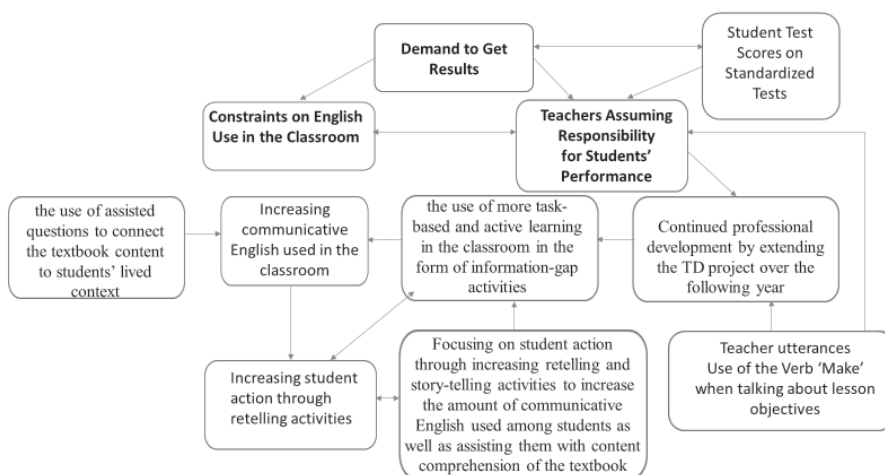 Demand to Get
Results
Student Test
Scores on
Standardized
Tests
Constraints on English
Use in the Classroom
Teachers Assuming
Responsibility
for Students’
Performance
the use of assisted
questions to connect
the textbook content
to students’ lived
context
Increasing
communicative
English used in the
classroom
the use of more task-
based and active learning
in the classroom in the
form of information-gap
activities
Continued professional
development by extending
the TD project over the
following year
Increasing student
action through
retelling activities
Focusing on student action
through increasing retelling and
story-telling activities to increase
the amount of communicative
English used among students as
well as assisting them with content
comprehension of the textbook
Teacher utterances
Use of the Verb ‘Make’
when talking about lesson
objectives